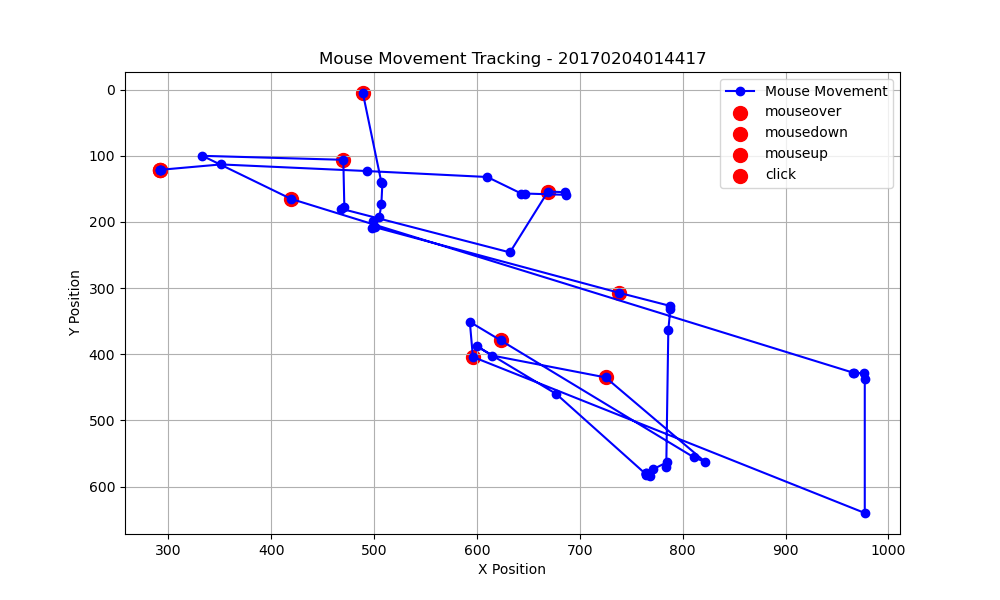 Mouse Movement Tracking - 20170204014417
Mouse Movement
mouseover
mousedown
mouseup
click
Y Position
0
100
200
300
400
500
600
300 400 500 600 700 800 900 1000
X Position